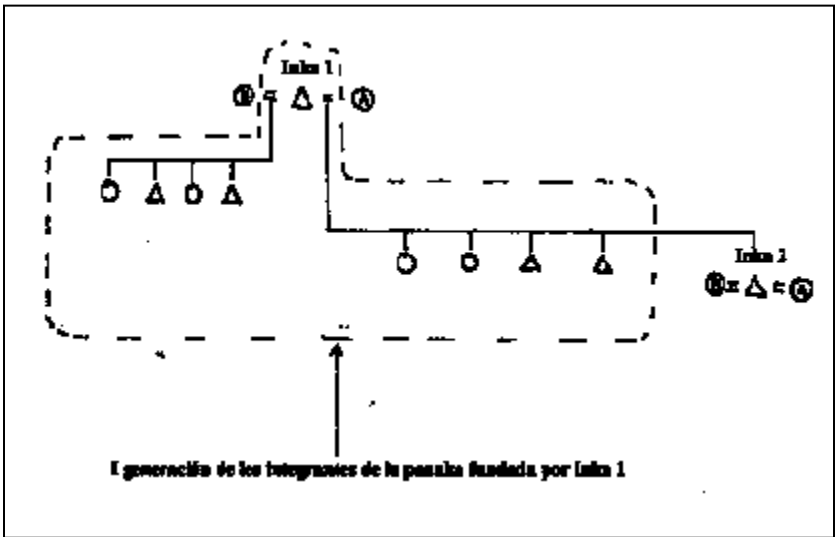 Inka 1
B = △ = A
Inka 2
B = △ = A
I generación de los integrantes de la panaka fundada por Inka 1